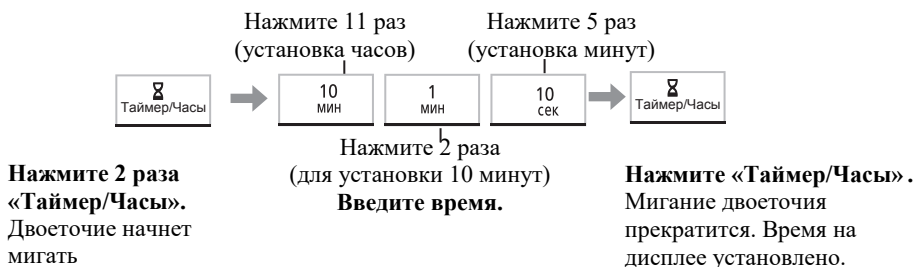 Нажмите 11 раз
(установка часов)
Нажмите 5 раз
(установка минут)
Таймер/Часы
10
мин
1
мин
10
сек
Таймер/Часы
Нажмите 2 раза
(для установки 10 минут)
Введите время.
Нажмите 2 раза
«Таймер/Часы».
Двоеточие начнет
мигать
Нажмите «Таймер/Часы» .
Мигание двоеточия
прекратится. Время на
дисплее установлено.